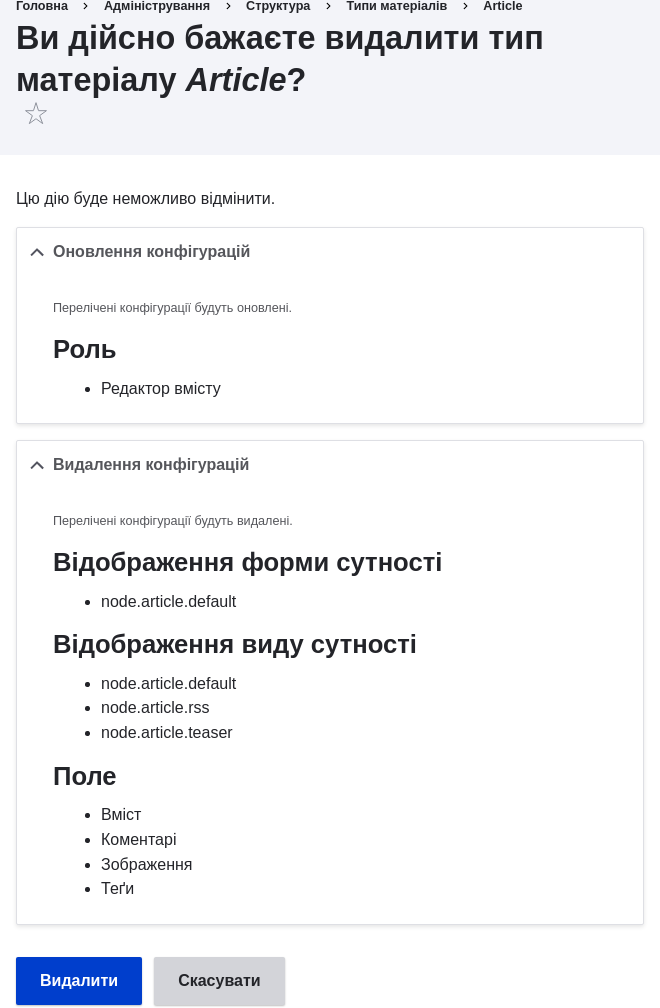 Головна › Адміністрування › Структура › Типи матеріалів › Article
Ви дійсно бажаєте видалити тип
матеріалу Article?
Цю дію буде неможливо відмінити.
Оновлення конфігурацій
Перелічені конфігурації будуть оновлені.
Роль
• Редактор вмісту
Видалення конфігурацій
Перелічені конфігурації будуть видалені.
Відображення форми сутності
• node.article.default
Відображення виду сутності
• node.article.default
• node.article.rss
• node.article.teaser
Поле
• Вміст
• Коментарі
• Зображення
• Теґи
Видалити Скасувати